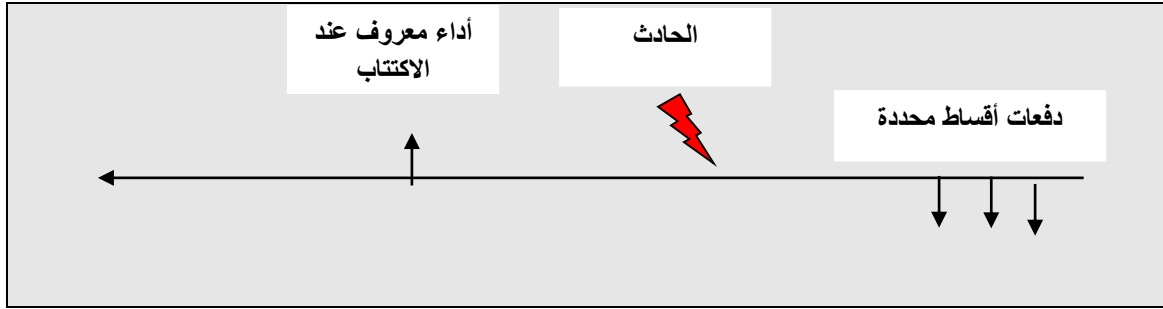 أداء معروف عند
الاكتتاب
الحادث
دفعات أقساط محددة